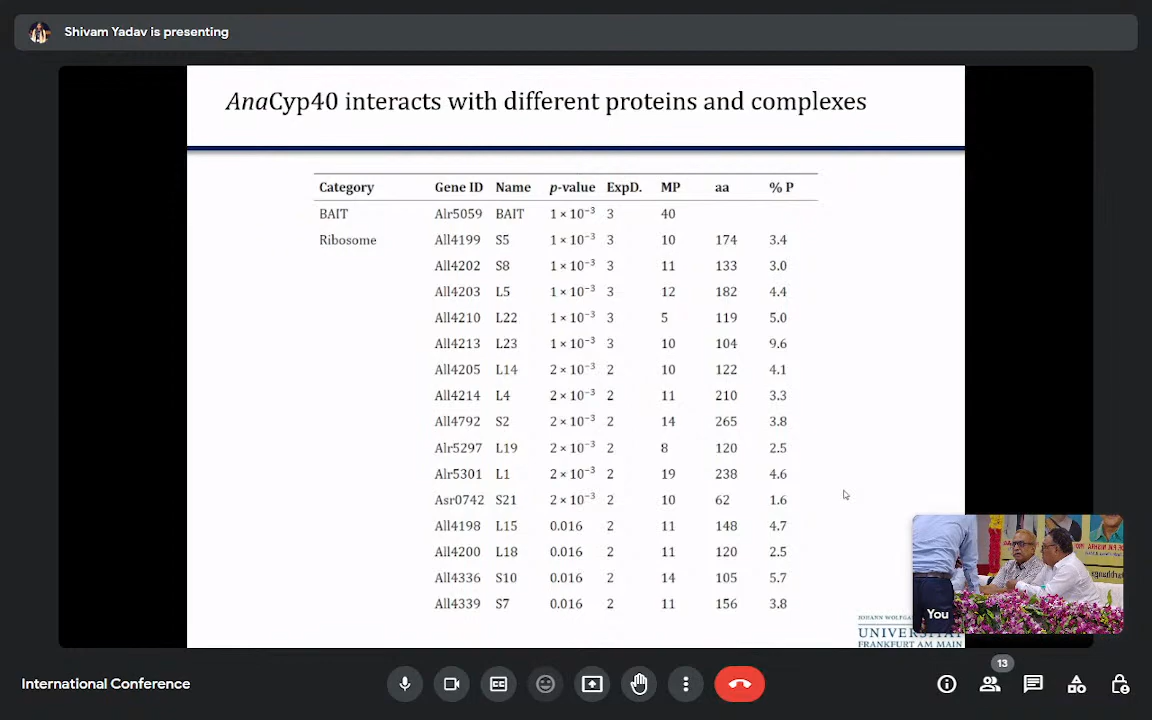 Shivam Yadav is presenting
AnaCyp40 interacts with different proteins and complexes
Category Gene ID Name p-value ExpD. MP aa % P
BAIT Alr5059 BAIT 1 × 10⁻³ 3 40
Ribosome All4199 S5 1 × 10⁻³ 3 10 174 3.4
All4202 S8 1 × 10⁻³ 3 11 133 3.0
All4203 L5 1 × 10⁻³ 3 12 182 4.4
All4210 L22 1 × 10⁻³ 3 5 119 5.0
All4213 L23 1 × 10⁻³ 3 10 104 9.6
All4205 L14 2 × 10⁻³ 2 10 122 4.1
All4214 L4 2 × 10⁻³ 2 11 210 3.3
All4792 S2 2 × 10⁻³ 2 14 265 3.8
Alr5297 L19 2 × 10⁻³ 2 8 120 2.5
Alr5301 L1 2 × 10⁻³ 2 19 238 4.6
Asr0742 S21 2 × 10⁻³ 2 10 62 1.6
All4198 L15 0.016 2 11 148 4.7
All4200 L18 0.016 2 11 120 2.5
All4336 S10 0.016 2 14 105 5.7
All4339 S7 0.016 2 11 156 3.8
You
JOHANN WOLFG
UNIVERSITÄT
FRANKFURT AM MAIN
International Conference
13